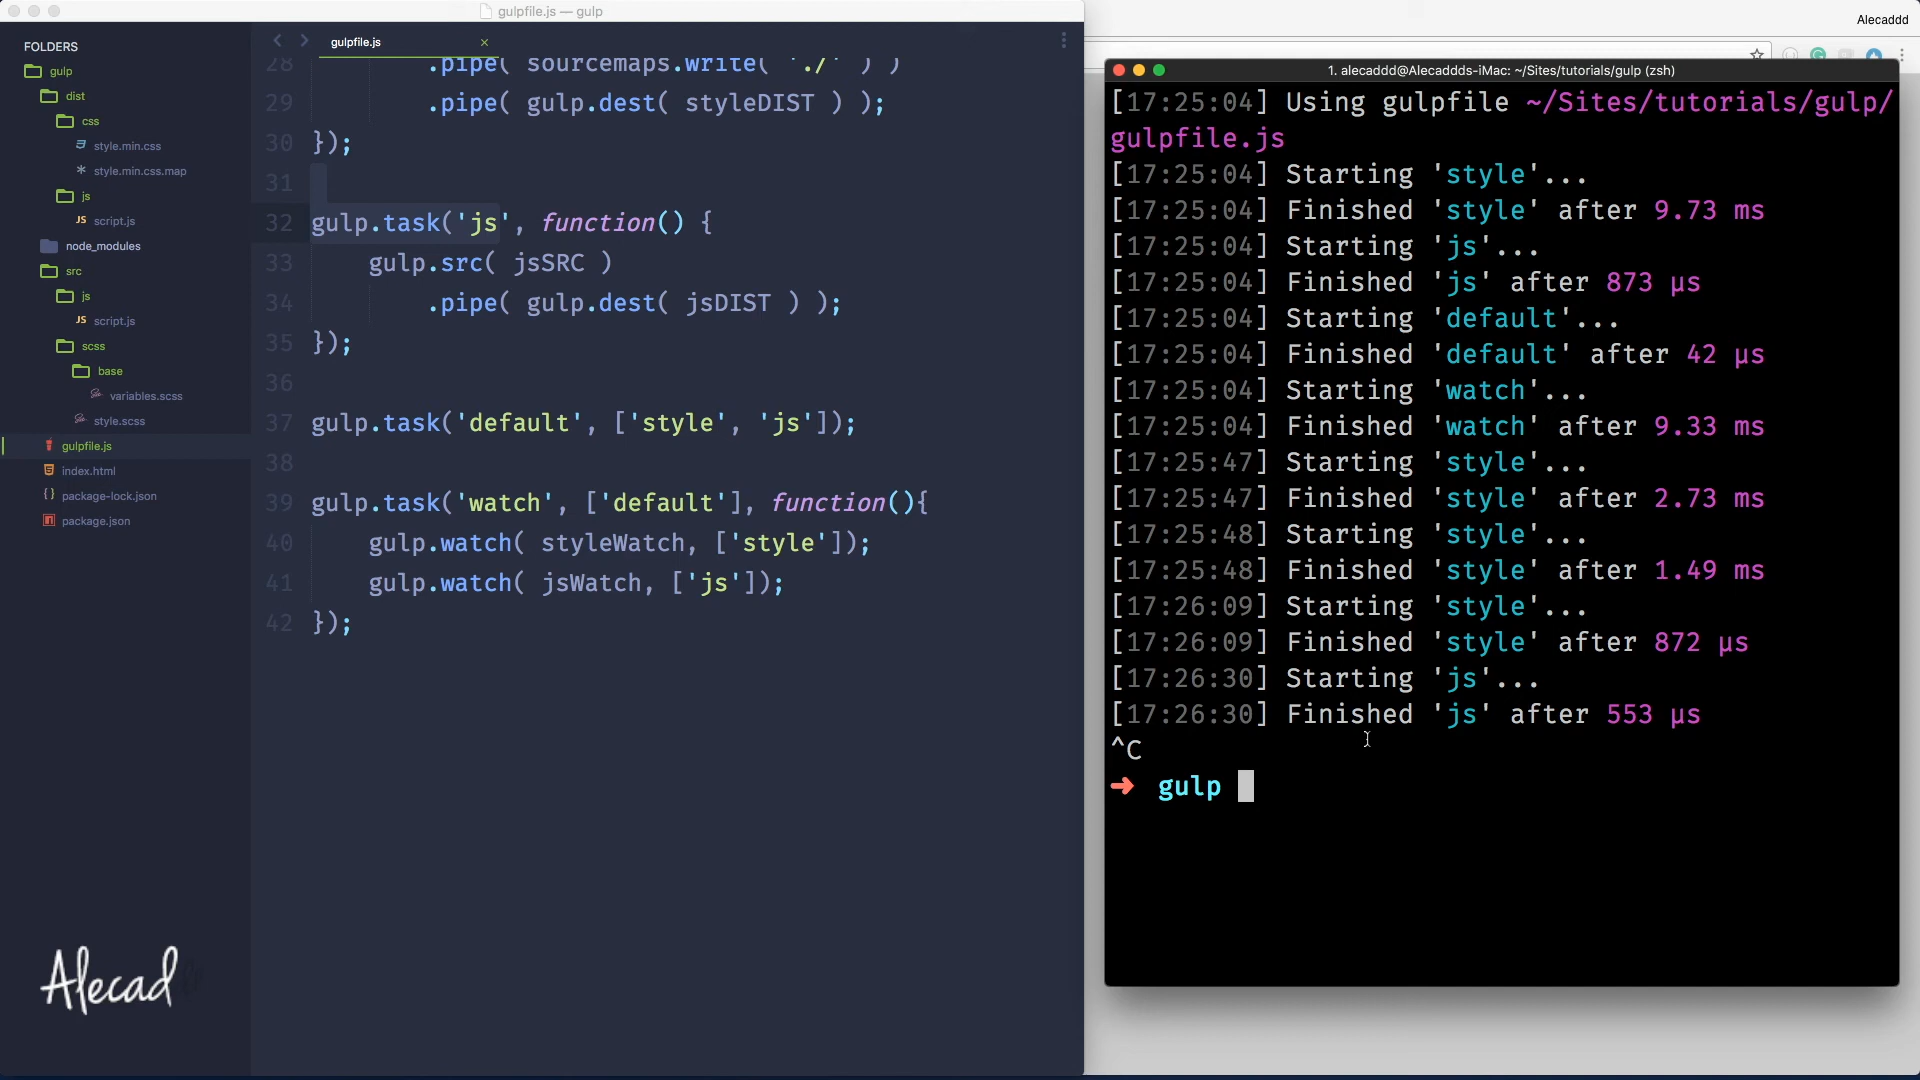 gulpfile.js — gulp
Alecaddd
FOLDERS
gulp
dist
css
style.min.css
style.min.css.map
js
JS script.js
node_modules
src
js
JS script.js
scss
base
variables.scss
style.scss
gulpfile.js
index.html
package-lock.json
package.json
gulpfile.js ×
28 .pipe( sourcemaps.write( './' ) )
29 .pipe( gulp.dest( styleDIST ) );
30 });
31
32 gulp.task('js', function() {
33 gulp.src( jsSRC )
34 .pipe( gulp.dest( jsDIST ) );
35 });
36
37 gulp.task('default', ['style', 'js']);
38
39 gulp.task('watch', ['default'], function(){
40 gulp.watch( styleWatch, ['style']);
41 gulp.watch( jsWatch, ['js']);
42 });
1. alecaddd@Alecaddds-iMac: ~/Sites/tutorials/gulp (zsh)
[17:25:04] Using gulpfile ~/Sites/tutorials/gulp/
gulpfile.js
[17:25:04] Starting 'style'...
[17:25:04] Finished 'style' after 9.73 ms
[17:25:04] Starting 'js'...
[17:25:04] Finished 'js' after 873 μs
[17:25:04] Starting 'default'...
[17:25:04] Finished 'default' after 42 μs
[17:25:04] Starting 'watch'...
[17:25:04] Finished 'watch' after 9.33 ms
[17:25:47] Starting 'style'...
[17:25:47] Finished 'style' after 2.73 ms
[17:25:48] Starting 'style'...
[17:25:48] Finished 'style' after 1.49 ms
[17:26:09] Starting 'style'...
[17:26:09] Finished 'style' after 872 μs
[17:26:30] Starting 'js'...
[17:26:30] Finished 'js' after 553 μs
^C
➜ gulp
Alecad